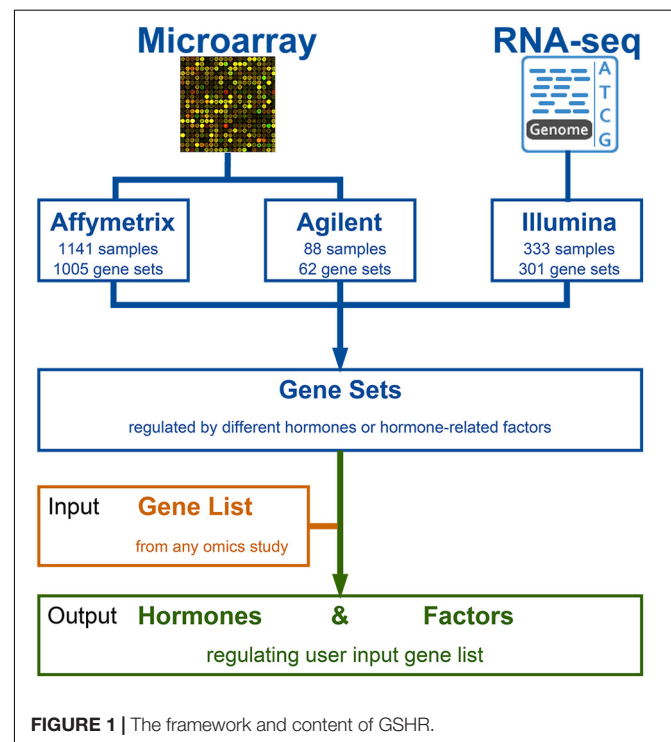 Microarray
RNA-seq
A
T
C
G
Genome
Affymetrix
1141 samples
1005 gene sets
Agilent
88 samples
62 gene sets
Illumina
333 samples
301 gene sets
Gene Sets
regulated by different hormones or hormone-related factors
Input Gene List
from any omics study
Output Hormones & Factors
regulating user input gene list
FIGURE 1 | The framework and content of GSHR.